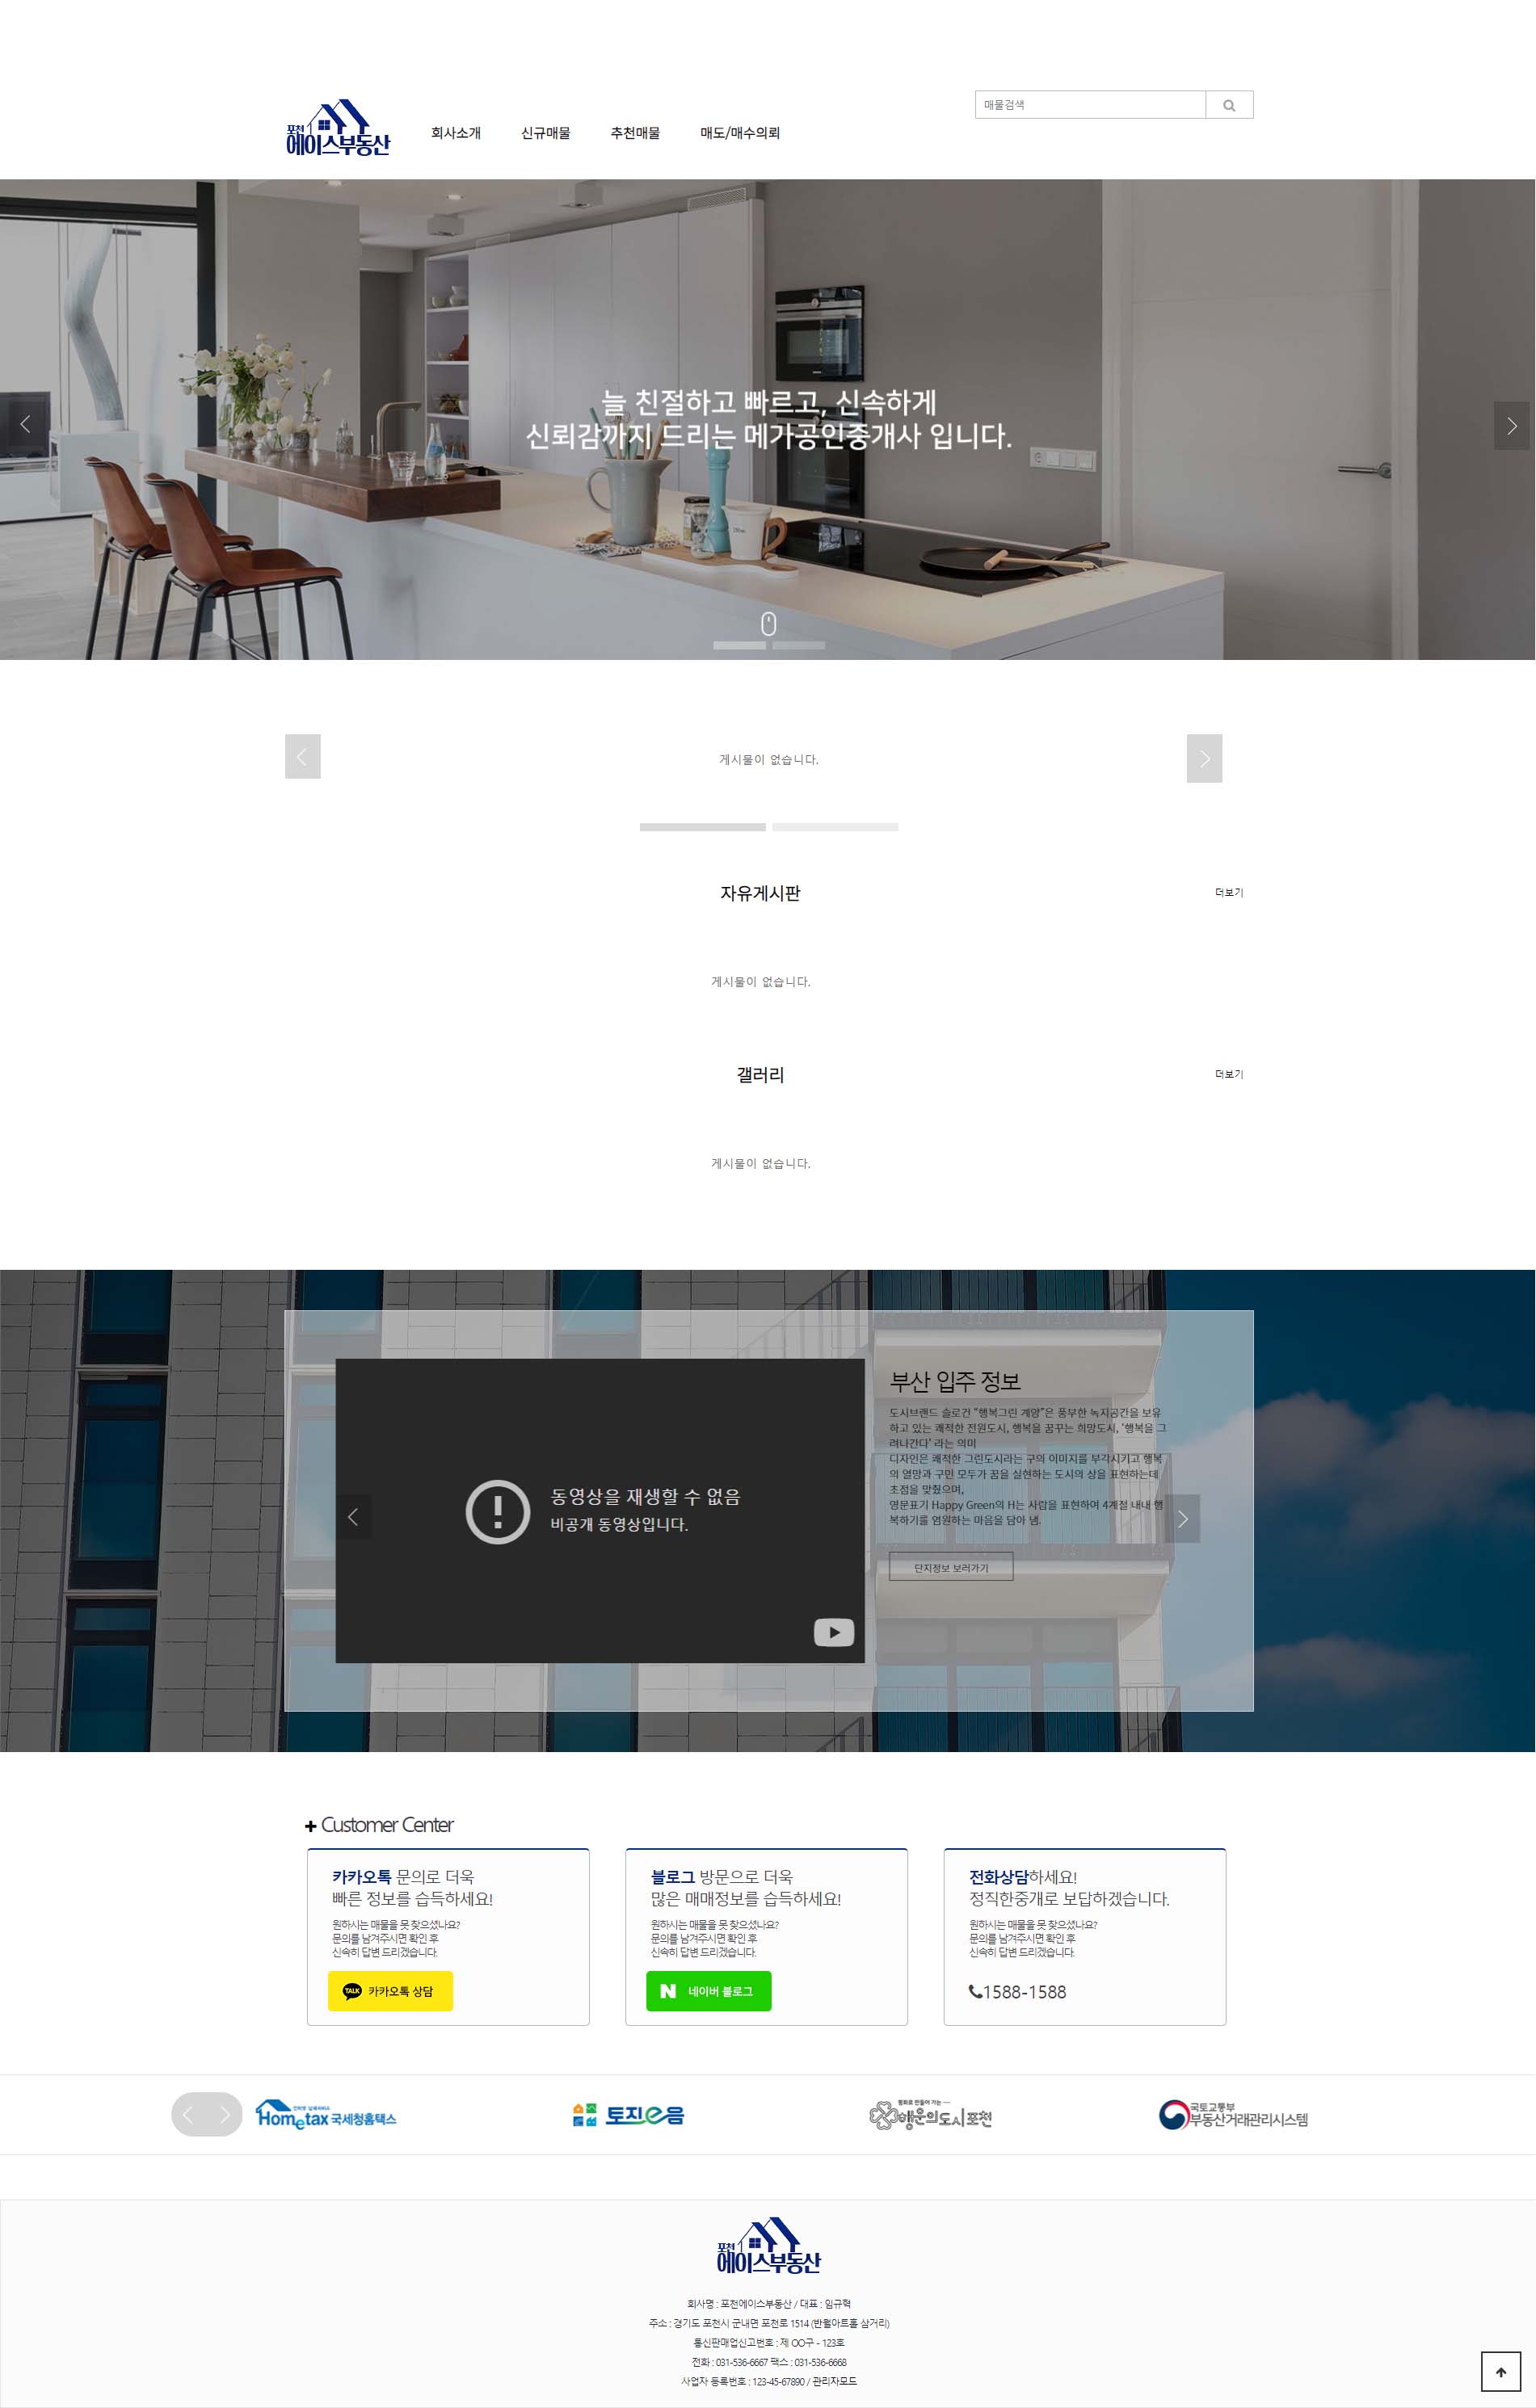 포천
에이스부동산
회사소개
신규매물
추천매물
매도/매수의뢰
매물검색
늘 친절하고 빠르고, 신속하게
신뢰감까지 드리는 메가공인중개사 입니다.
게시물이 없습니다.
자유게시판
더보기
게시물이 없습니다.
갤러리
더보기
게시물이 없습니다.
동영상을 재생할 수 없음
비공개 동영상입니다.
부산 입주 정보
도시브랜드 슬로건 "행복그린 계양"은 풍부한 녹지공간을 보유
하고 있는 쾌적한 전원도시, 행복을 꿈꾸는 희망도시, '행복을 그
려나간다' 라는 의미
디자인은 쾌적한 그린도시라는 구의 이미지를 부각시키고 행복
의 열망과 구민 모두가 꿈을 실현하는 도시의 상을 표현하는데
초점을 맞췄으며,
영문표기 Happy Green의 H는 사람을 표현하여 4계절 내내 행
복하기를 염원하는 마음을 담아 냄.
단지정보 보러가기
Customer Center
카카오톡 문의로 더욱
빠른 정보를 습득하세요!
원하시는 매물을 못 찾으셨나요?
문의를 남겨주시면 확인 후
신속히 답변 드리겠습니다.
TALK 카카오톡 상담
블로그 방문으로 더욱
많은 매매정보를 습득하세요!
원하시는 매물을 못 찾으셨나요?
문의를 남겨주시면 확인 후
신속히 답변 드리겠습니다.
N 네이버 블로그
전화상담하세요!
정직한중개로 보답하겠습니다.
원하시는 매물을 못 찾으셨나요?
문의를 남겨주시면 확인 후
신속히 답변 드리겠습니다.
1588-1588
Hometax 국세청홈택스
토지e음
평화로 만들어 가는
행운의도시포천
국토교통부
부동산거래관리시스템
포천
에이스부동산
회사명 : 포천에이스부동산 / 대표 : 임규혁
주소 : 경기도 포천시 군내면 포천로 1514 (반월아트홀 삼거리)
통신판매업신고번호 : 제 OO구 - 123호
전화 : 031-536-6667 팩스 : 031-536-6668
사업자 등록번호 : 123-45-67890 / 관리자모드